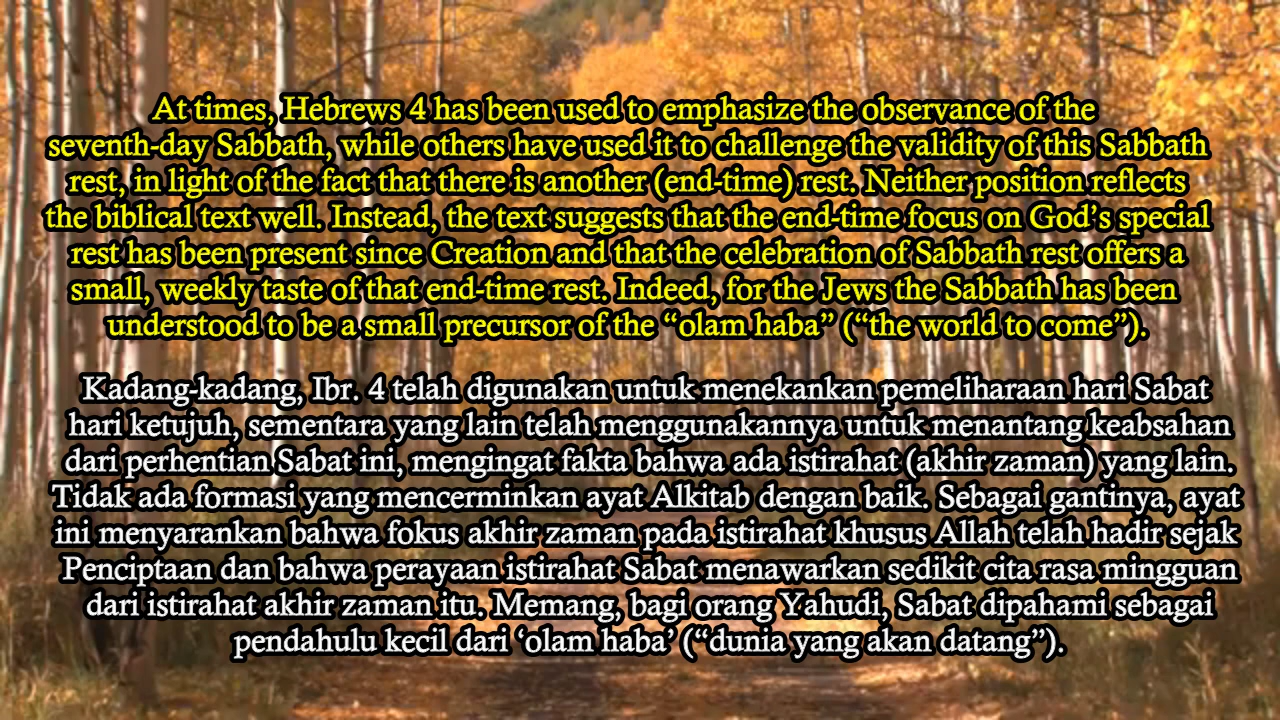 At times, Hebrews 4 has been used to emphasize the observance of the
seventh-day Sabbath, while others have used it to challenge the validity of this Sabbath
rest, in light of the fact that there is another (end-time) rest. Neither position reflects
the biblical text well. Instead, the text suggests that the end-time focus on God’s special
rest has been present since Creation and that the celebration of Sabbath rest offers a
small, weekly taste of that end-time rest. Indeed, for the Jews the Sabbath has been
understood to be a small precursor of the “olam haba” (“the world to come”).
Kadang-kadang, Ibr. 4 telah digunakan untuk menekankan pemeliharaan hari Sabat
hari ketujuh, sementara yang lain telah menggunakannya untuk menantang keabsahan
dari perhentian Sabat ini, mengingat fakta bahwa ada istirahat (akhir zaman) yang lain.
Tidak ada formasi yang mencerminkan ayat Alkitab dengan baik. Sebagai gantinya, ayat
ini menyarankan bahwa fokus akhir zaman pada istirahat khusus Allah telah hadir sejak
Penciptaan dan bahwa perayaan istirahat Sabat menawarkan sedikit cita rasa mingguan
dari istirahat akhir zaman itu. Memang, bagi orang Yahudi, Sabat dipahami sebagai
pendahulu kecil dari ‘olam haba’ (“dunia yang akan datang”).